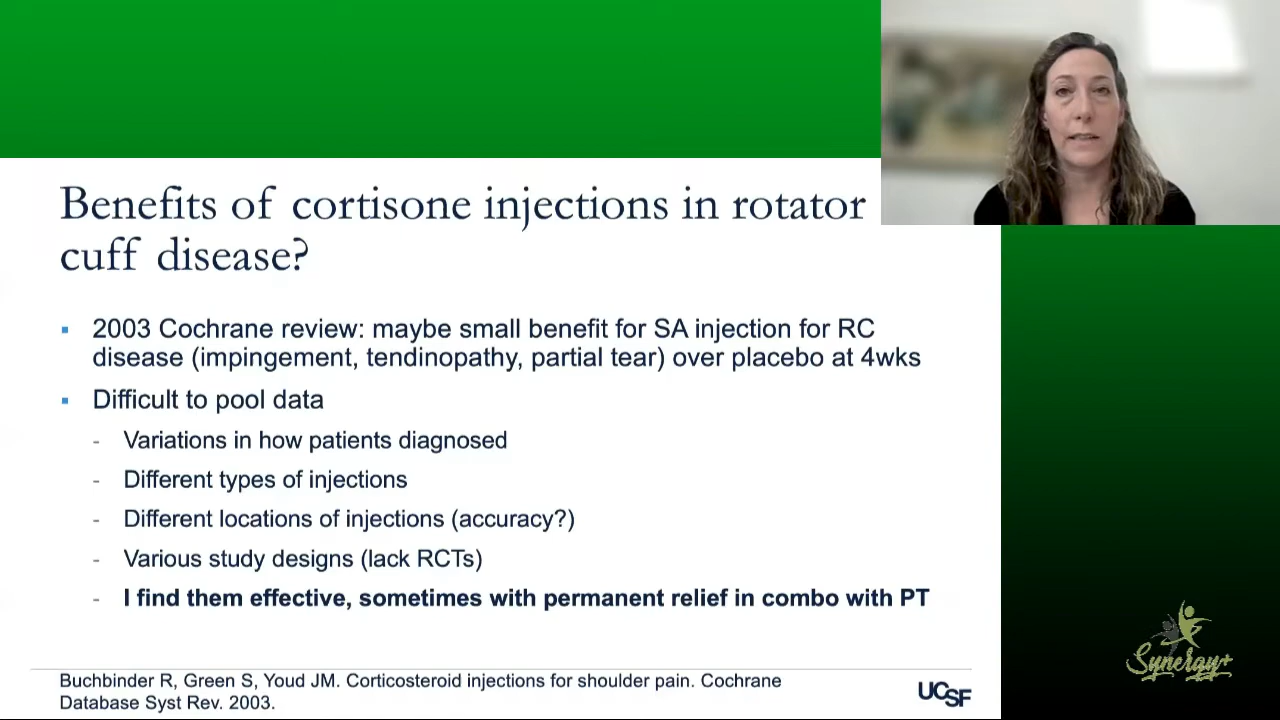 Benefits of cortisone injections in rotator
cuff disease?
▪ 2003 Cochrane review: maybe small benefit for SA injection for RC
disease (impingement, tendinopathy, partial tear) over placebo at 4wks
▪ Difficult to pool data
- Variations in how patients diagnosed
- Different types of injections
- Different locations of injections (accuracy?)
- Various study designs (lack RCTs)
- I find them effective, sometimes with permanent relief in combo with PT
Buchbinder R, Green S, Youd JM. Corticosteroid injections for shoulder pain. Cochrane
Database Syst Rev. 2003.
UCSF
Synergy+